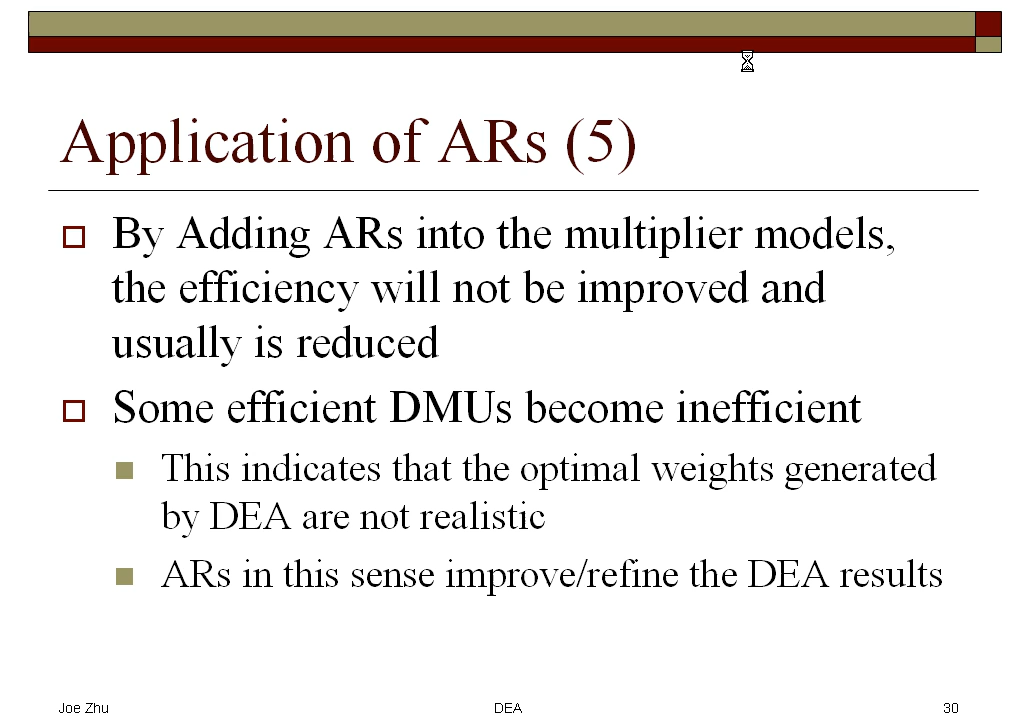 Application of ARs (5)
By Adding ARs into the multiplier models,
the efficiency will not be improved and
usually is reduced
Some efficient DMUs become inefficient
This indicates that the optimal weights generated
by DEA are not realistic
ARs in this sense improve/refine the DEA results
Joe Zhu
DEA
30